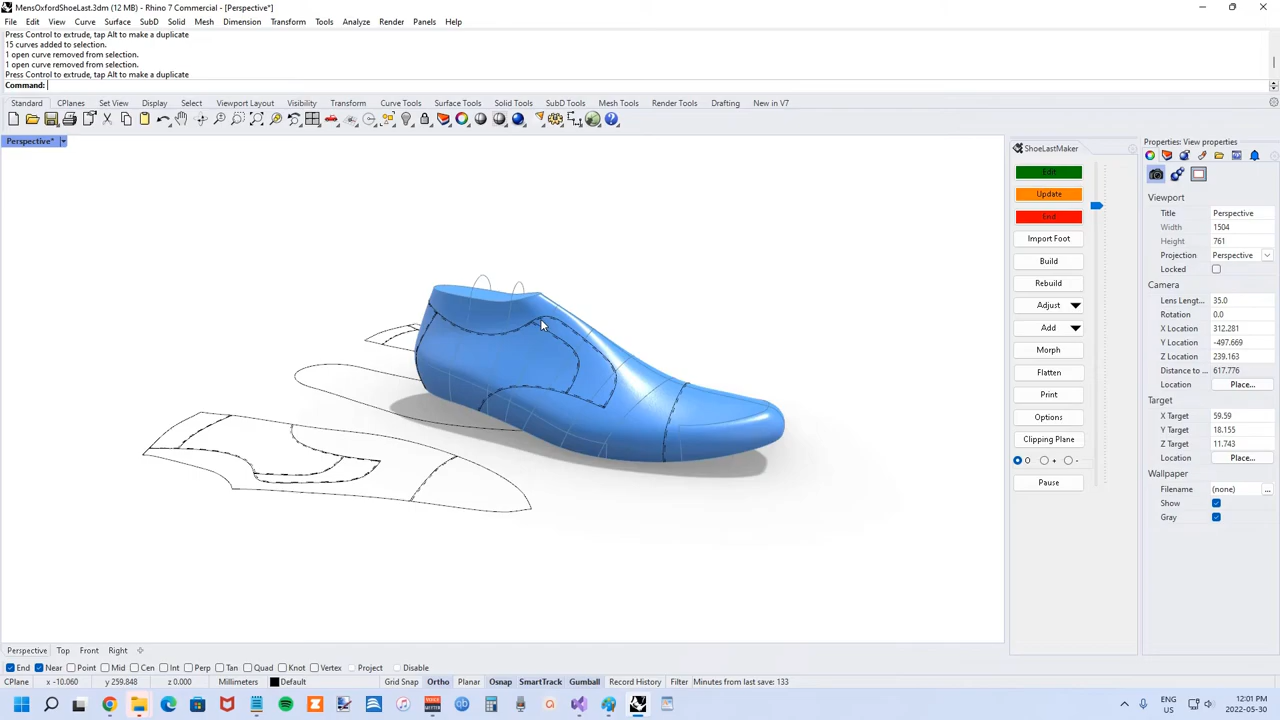 MensOxfordShoeLast.3dm (12 MB) - Rhino 7 Commercial - [Perspective*]
File Edit View Curve Surface SubD Solid Mesh Dimension Transform Tools Analyze Render Panels Help
Press Control to extrude, tap Alt to make a duplicate
15 curves added to selection.
1 open curve removed from selection.
1 open curve removed from selection.
Press Control to extrude, tap Alt to make a duplicate
Command:
Standard CPlanes Set View Display Select Viewport Layout Visibility Transform Curve Tools Surface Tools Solid Tools SubD Tools Mesh Tools Render Tools Drafting New in V7
Perspective*
ShoeLastMaker
Edit
Update
End
Import Foot
Build
Rebuild
Adjust
Add
Morph
Flatten
Print
Options
Clipping Plane
0 + -
Pause
Properties: View properties
Viewport
Title Perspective
Width 1504
Height 761
Projection Perspective
Locked
Camera
Lens Lengt... 35.0
Rotation 0.0
X Location 312.281
Y Location -497.669
Z Location 239.163
Distance to ... 617.776
Location Place...
Target
X Target 59.59
Y Target 18.155
Z Target 11.743
Location Place...
Wallpaper
Filename (none) ...
Show
Gray
Perspective Top Front Right
End Near Point Mid Cen Int Perp Tan Quad Knot Vertex Project Disable
CPlane x -10.060 y 259.848 z 0.000 Millimeters Default Grid Snap Ortho Planar Osnap SmartTrack Gumball Record History Filter Minutes from last save: 133
ENG
US
12:01 PM
2022-05-30